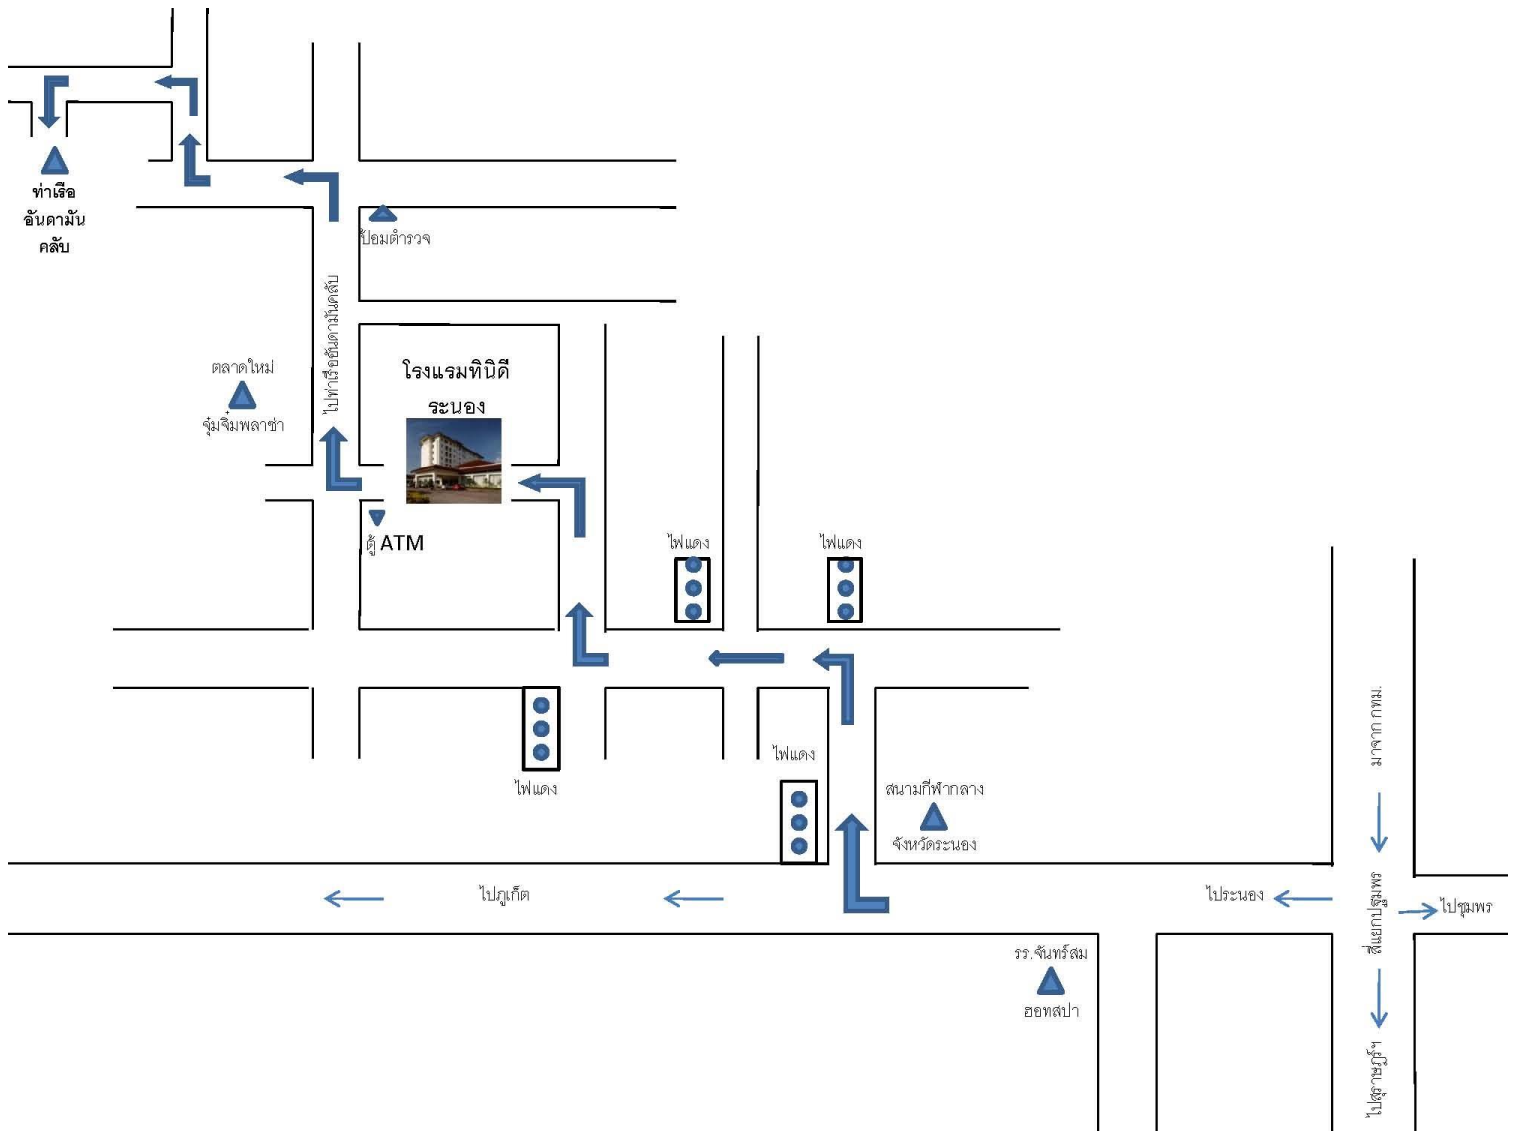 ท่าเรือ
อันดามัน
คลับ
ป้อมตำรวจ
ไปท่าเรืออันดามันคลับ
ตลาดใหม่
จุ๋มจิ๋มพลาซ่า
โรงแรมทินิดี
ระนอง
ตู้ ATM
ไฟแดง
ไฟแดง
ไฟแดง
ไฟแดง
สนามกีฬากลาง
จังหวัดระนอง
มาจาก กทม.
ไปภูเก็ต
ไประนอง
สี่แยกปฐมพร
ไปชุมพร
รร.จันทร์สม
ฮอทสปา
ไปสุราษฎร์ฯ